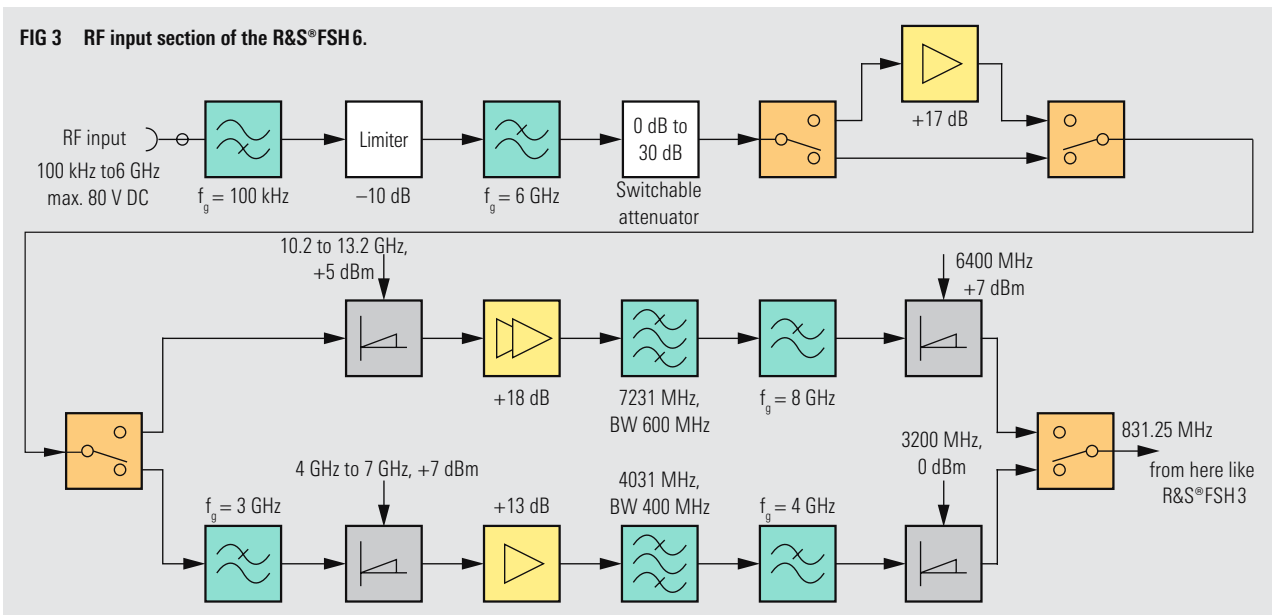 FIG 3 RF input section of the R&S®FSH 6.
+17 dB
RF input
100 kHz to6 GHz
max. 80 V DC
fg = 100 kHz
Limiter
–10 dB
fg = 6 GHz
0 dB to
30 dB
Switchable
attenuator
10.2 to 13.2 GHz,
+5 dBm
+18 dB
7231 MHz,
BW 600 MHz
fg = 8 GHz
6400 MHz
+7 dBm
fg = 3 GHz
4 GHz to 7 GHz, +7 dBm
+13 dB
4031 MHz,
BW 400 MHz
fg = 4 GHz
3200 MHz,
0 dBm
831.25 MHz
from here like
R&S®FSH 3